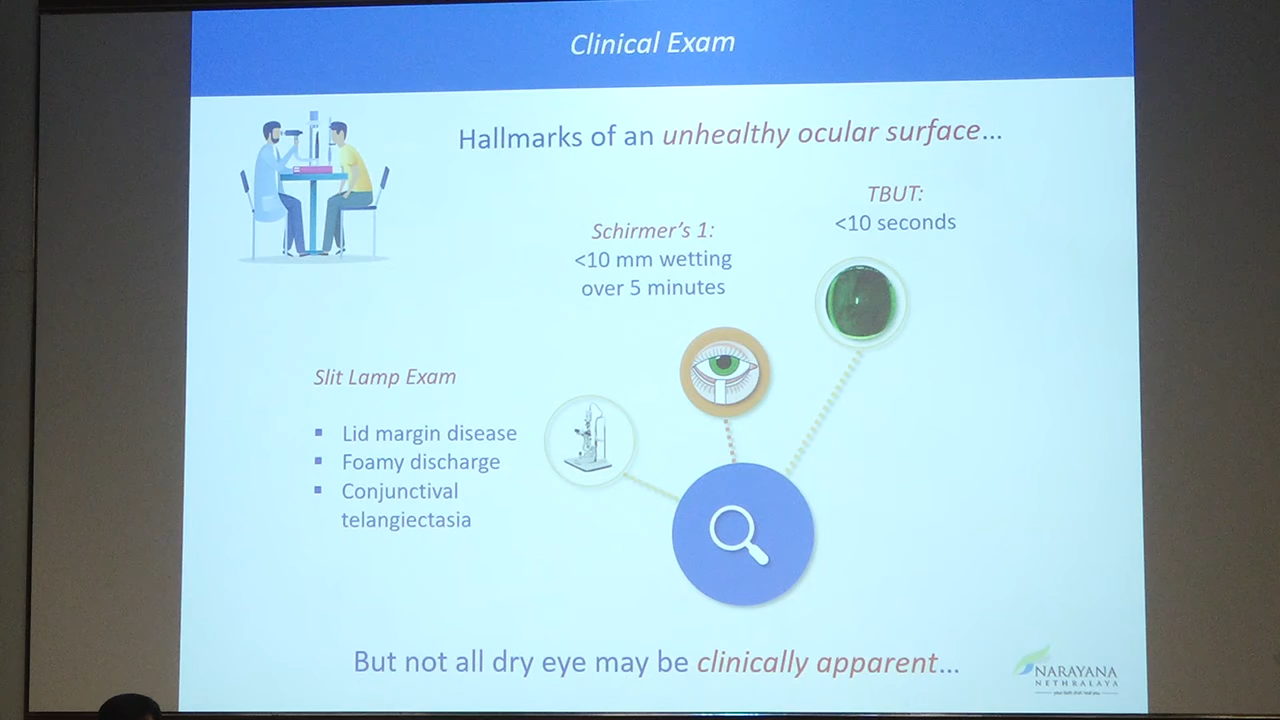 Clinical Exam
Hallmarks of an unhealthy ocular surface...
TBUT:
<10 seconds
Schirmer's 1:
<10 mm wetting
over 5 minutes
Slit Lamp Exam
▪ Lid margin disease
▪ Foamy discharge
▪ Conjunctival
telangiectasia
But not all dry eye may be clinically apparent...
NARAYANA
NETHRALAYA